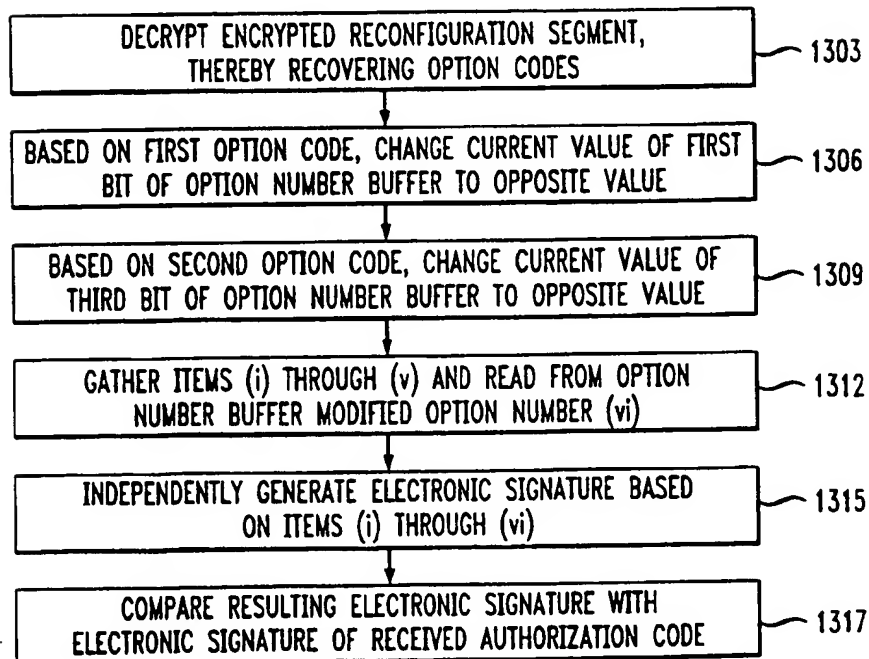 DECRYPT ENCRYPTED RECONFIGURATION SEGMENT,
THEREBY RECOVERING OPTION CODES
1303
BASED ON FIRST OPTION CODE, CHANGE CURRENT VALUE OF FIRST
BIT OF OPTION NUMBER BUFFER TO OPPOSITE VALUE
1306
BASED ON SECOND OPTION CODE, CHANGE CURRENT VALUE OF
THIRD BIT OF OPTION NUMBER BUFFER TO OPPOSITE VALUE
1309
GATHER ITEMS (i) THROUGH (v) AND READ FROM OPTION
NUMBER BUFFER MODIFIED OPTION NUMBER (vi)
1312
INDEPENDENTLY GENERATE ELECTRONIC SIGNATURE BASED
ON ITEMS (i) THROUGH (vi)
1315
COMPARE RESULTING ELECTRONIC SIGNATURE WITH
ELECTRONIC SIGNATURE OF RECEIVED AUTHORIZATION CODE
1317